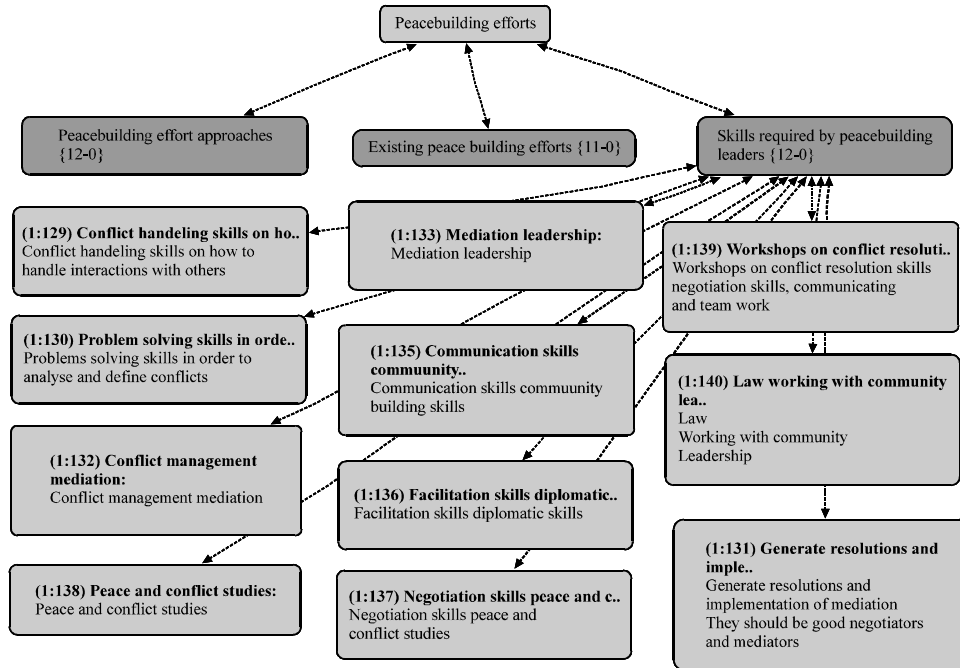 Peacebuilding efforts
Peacebuilding effort approaches
{12-0}
Existing peace building efforts {11-0}
Skills required by peacebuilding
leaders {12-0}
(1:129) Conflict handeling skills on ho..
Conflict handeling skills on how to
handle interactions with others
(1:133) Mediation leadership:
Mediation leadership
(1:139) Workshops on conflict resoluti..
Workshops on conflict resolution skills
negotiation skills, communicating
and team work
(1:130) Problem solving skills in orde..
Problems solving skills in order to
analyse and define conflicts
(1:135) Communication skills
commuunity..
Communication skills commuunity
building skills
(1:140) Law working with community
lea..
Law
Working with community
Leadership
(1:132) Conflict management
mediation:
Conflict management mediation
(1:136) Facilitation skills diplomatic..
Facilitation skills diplomatic skills
(1:131) Generate resolutions and
imple..
Generate resolutions and
implementation of mediation
They should be good negotiators
and mediators
(1:138) Peace and conflict studies:
Peace and conflict studies
(1:137) Negotiation skills peace and c..
Negotiation skills peace and
conflict studies